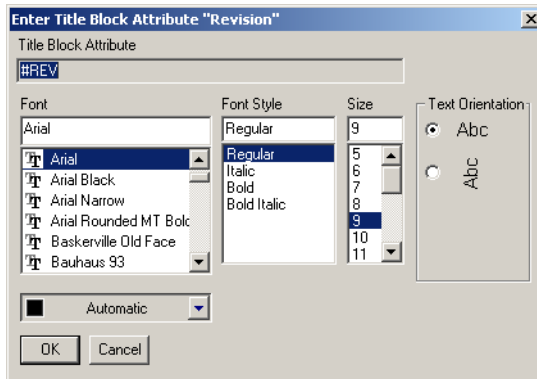 Enter Title Block Attribute "Revision"
Title Block Attribute
#REV
Font
Font Style
Size
Text Orientation
Arial
Regular
9
Abc
Abc
Arial
Arial Black
Arial Narrow
Arial Rounded MT Bolc
Baskerville Old Face
Bauhaus 93
Regular
Italic
Bold
Bold Italic
5
6
7
8
9
10
11
Automatic
OK
Cancel